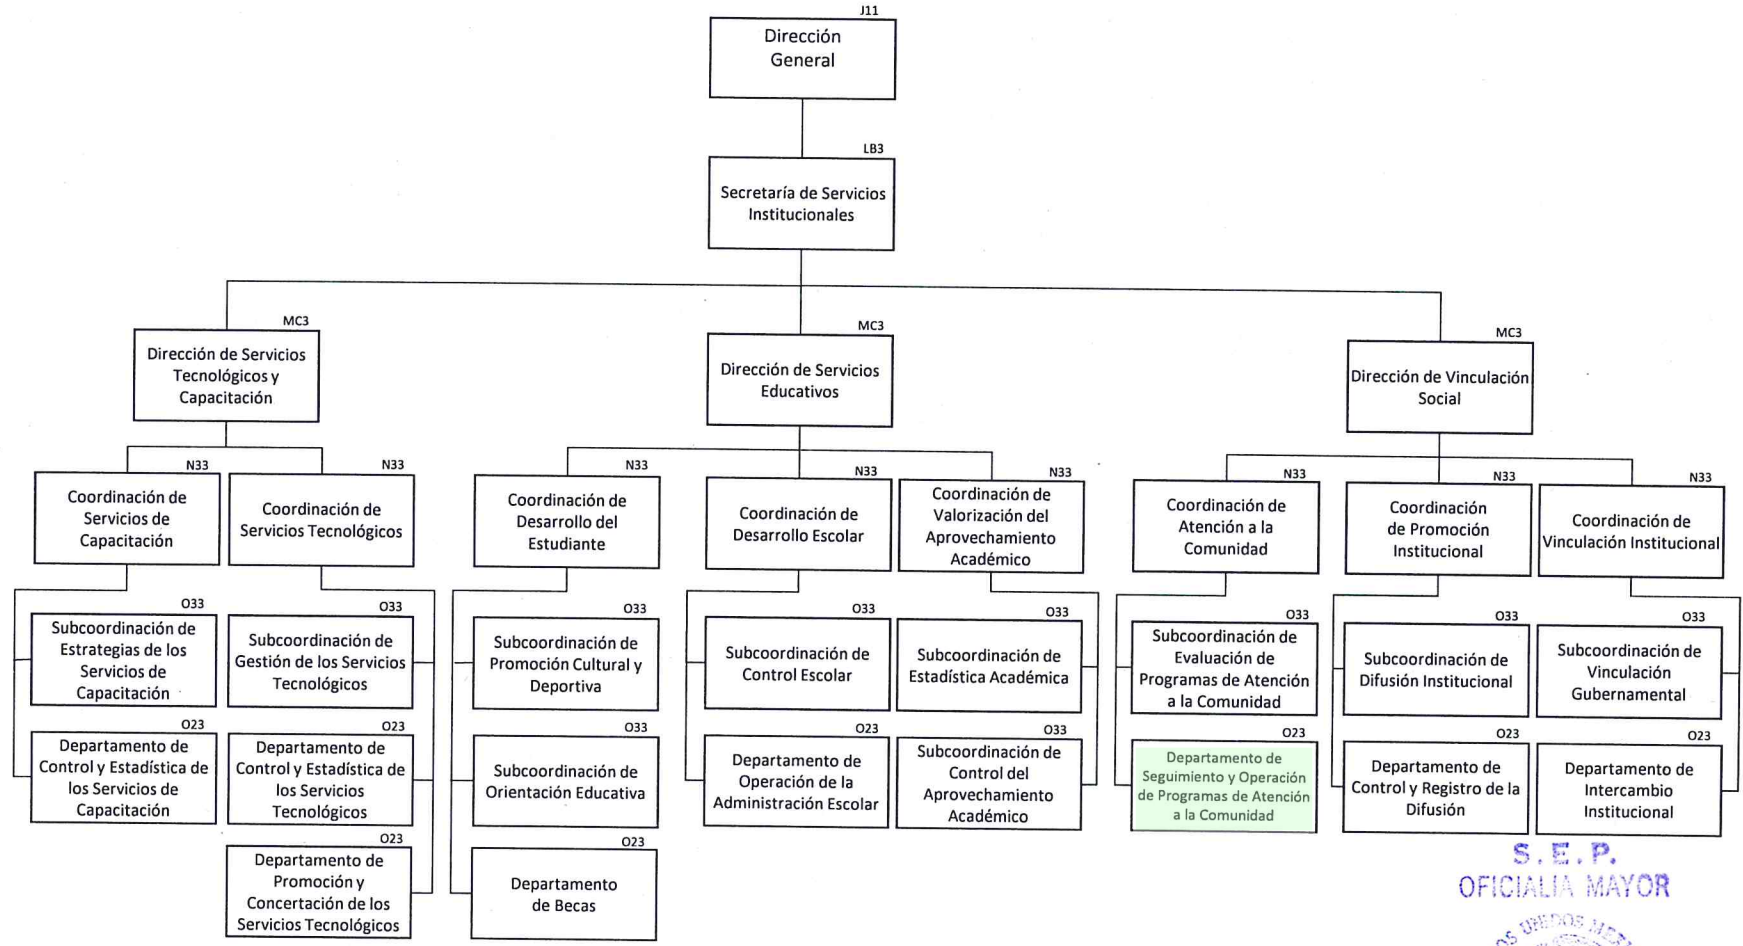 J11
Dirección
General
LB3
Secretaría de Servicios
Institucionales
MC3
Dirección de Servicios
Tecnológicos y
Capacitación
MC3
Dirección de Servicios
Educativos
MC3
Dirección de Vinculación
Social
N33
Coordinación de
Servicios de
Capacitación
N33
Coordinación de
Servicios Tecnológicos
N33
Coordinación de
Desarrollo del
Estudiante
N33
Coordinación de
Desarrollo Escolar
N33
Coordinación de
Valorización del
Aprovechamiento
Académico
N33
Coordinación de
Atención a la
Comunidad
N33
Coordinación
de Promoción
Institucional
N33
Coordinación de
Vinculación Institucional
O33
Subcoordinación de
Estrategias de los
Servicios de
Capacitación
O33
Subcoordinación de
Gestión de los Servicios
Tecnológicos
O33
Subcoordinación de
Promoción Cultural y
Deportiva
O33
Subcoordinación de
Control Escolar
O33
Subcoordinación de
Estadística Académica
O33
Subcoordinación de
Evaluación de
Programas de Atención
a la Comunidad
O33
Subcoordinación de
Difusión Institucional
O33
Subcoordinación de
Vinculación
Gubernamental
O23
Departamento de
Control y Estadística de
los Servicios de
Capacitación
O23
Departamento de
Control y Estadística de
los Servicios
Tecnológicos
O33
Subcoordinación de
Orientación Educativa
O23
Departamento de
Operación de la
Administración Escolar
O33
Subcoordinación de
Control del
Aprovechamiento
Académico
O23
Departamento de
Seguimiento y Operación
de Programas de Atención
a la Comunidad
O23
Departamento de
Control y Registro de la
Difusión
O23
Departamento de
Intercambio
Institucional
O23
Departamento de
Promoción y
Concertación de los
Servicios Tecnológicos
O23
Departamento
de Becas
S.E.P.
OFICIALIA MAYOR